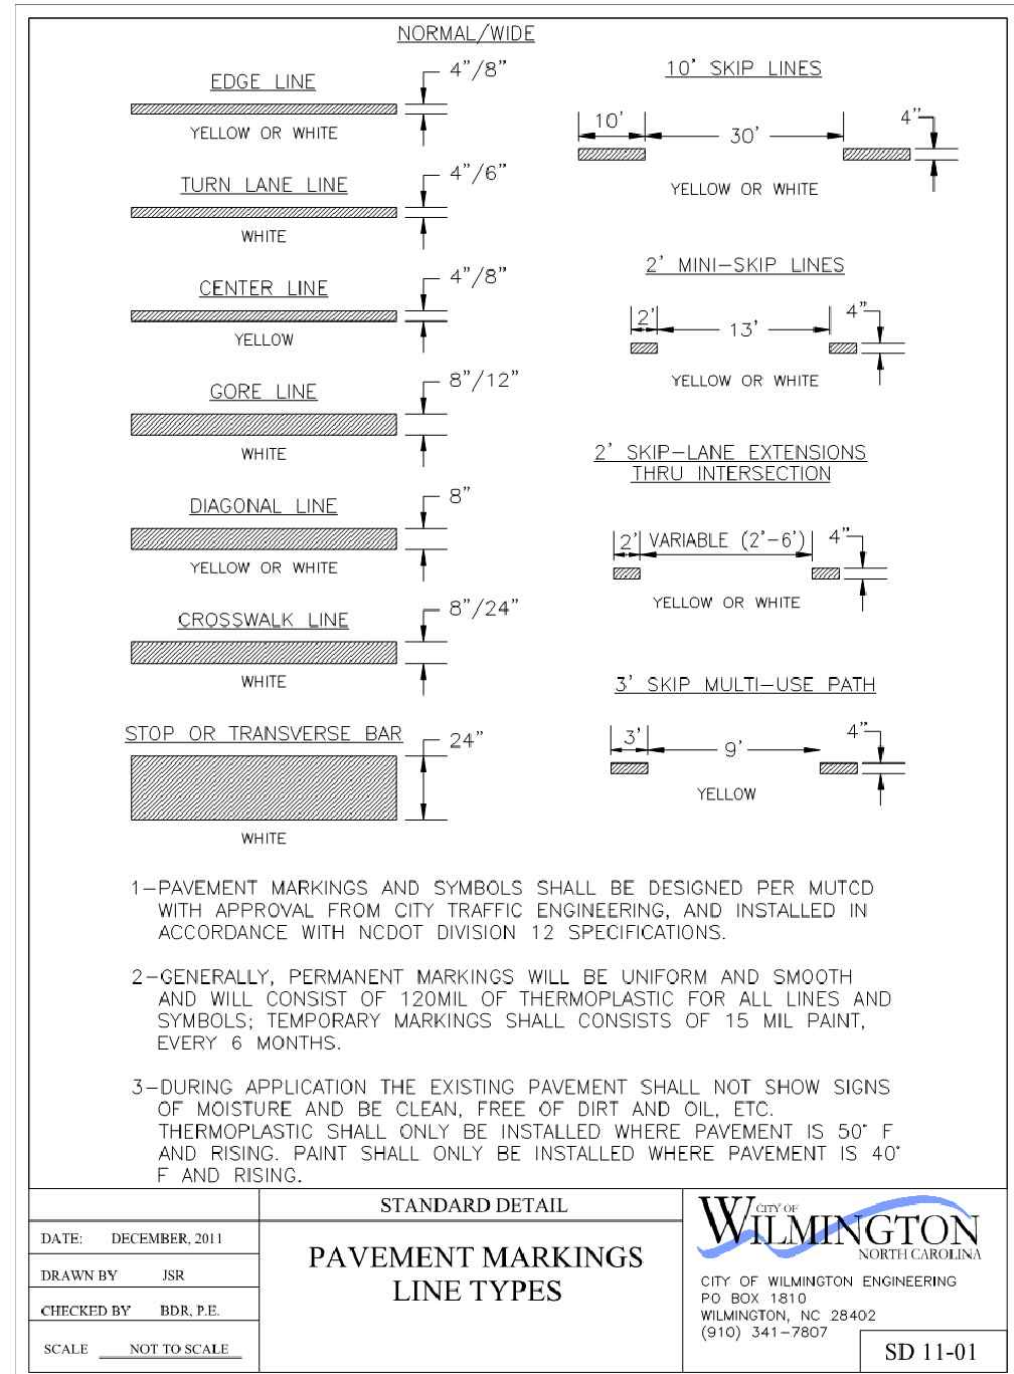 NORMAL/WIDE
EDGE LINE
4"/8"
YELLOW OR WHITE
TURN LANE LINE
4"/6"
WHITE
CENTER LINE
4"/8"
YELLOW
GORE LINE
8"/12"
WHITE
DIAGONAL LINE
8"
YELLOW OR WHITE
CROSSWALK LINE
8"/24"
WHITE
STOP OR TRANSVERSE BAR
24"
WHITE
10' SKIP LINES
10'
30'
4"
YELLOW OR WHITE
2' MINI-SKIP LINES
2'
13'
4"
YELLOW OR WHITE
2' SKIP-LANE EXTENSIONS
THRU INTERSECTION
2'
VARIABLE (2'-6')
4"
YELLOW OR WHITE
3' SKIP MULTI-USE PATH
3'
9'
4"
YELLOW
1-PAVEMENT MARKINGS AND SYMBOLS SHALL BE DESIGNED PER MUTCD
WITH APPROVAL FROM CITY TRAFFIC ENGINEERING, AND INSTALLED IN
ACCORDANCE WITH NCDOT DIVISION 12 SPECIFICATIONS.
2-GENERALLY, PERMANENT MARKINGS WILL BE UNIFORM AND SMOOTH
AND WILL CONSIST OF 120MIL OF THERMOPLASTIC FOR ALL LINES AND
SYMBOLS; TEMPORARY MARKINGS SHALL CONSISTS OF 15 MIL PAINT,
EVERY 6 MONTHS.
3-DURING APPLICATION THE EXISTING PAVEMENT SHALL NOT SHOW SIGNS
OF MOISTURE AND BE CLEAN, FREE OF DIRT AND OIL, ETC.
THERMOPLASTIC SHALL ONLY BE INSTALLED WHERE PAVEMENT IS 50° F
AND RISING. PAINT SHALL ONLY BE INSTALLED WHERE PAVEMENT IS 40°
F AND RISING.
DATE: DECEMBER, 2011
DRAWN BY JSR
CHECKED BY BDR, P.E.
SCALE NOT TO SCALE
STANDARD DETAIL
PAVEMENT MARKINGS
LINE TYPES
CITY OF
WILMINGTON
NORTH CAROLINA
CITY OF WILMINGTON ENGINEERING
PO BOX 1810
WILMINGTON, NC 28402
(910) 341-7807
SD 11-01